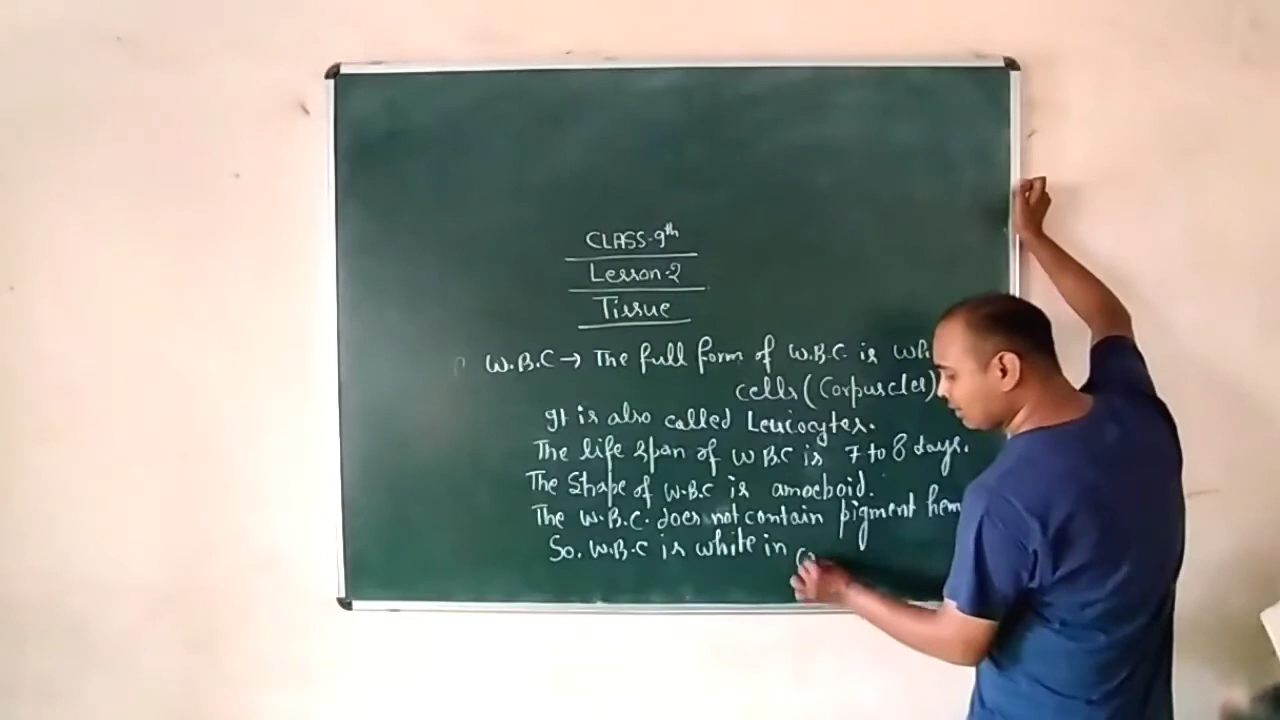 CLASS-9th
Lesson-2
Tissue
W.B.C → The full form of W.B.C. is
cells (Corpuscles)
It is also called Leuciocytes.
The life span of W B.C is 7 to 8 days.
The Shape of W.B.C is amoeboid.
The W.B.C. does not contain pigment
So. W.B.C is white in